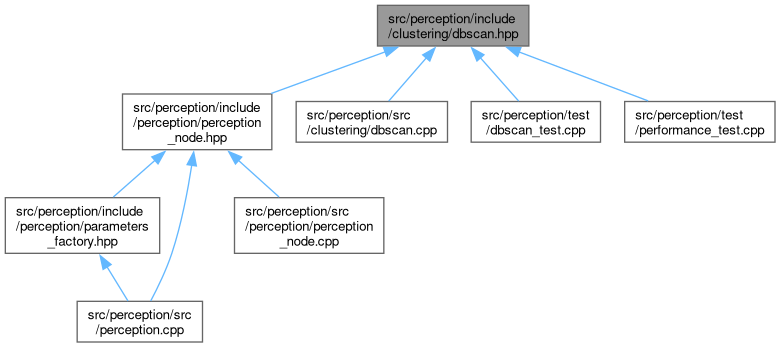 src/perception/include
/clustering/dbscan.hpp
src/perception/include
/perception/perception
_node.hpp
src/perception/src
/clustering/dbscan.cpp
src/perception/test
/dbscan_test.cpp
src/perception/test
/performance_test.cpp
src/perception/include
/perception/parameters
_factory.hpp
src/perception/src
/perception/perception
_node.cpp
src/perception/src
/perception.cpp